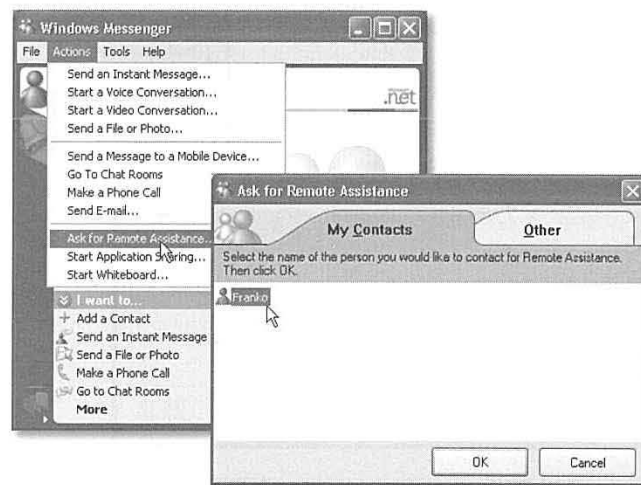 Windows Messenger
File Actions Tools Help
Send an Instant Message...
Start a Voice Conversation...
Start a Video Conversation...
Send a File or Photo...
.net
Send a Message to a Mobile Device...
Go To Chat Rooms
Make a Phone Call
Send E-mail...
Ask for Remote Assistance...
Start Application Sharing...
Start Whiteboard...
I want to...
Add a Contact
Send an Instant Message
Send a File or Photo
Make a Phone Call
Go to Chat Rooms
More
Ask for Remote Assistance
My Contacts
Other
Select the name of the person you would like to contact for Remote Assistance.
Then click OK.
Franko
OK
Cancel